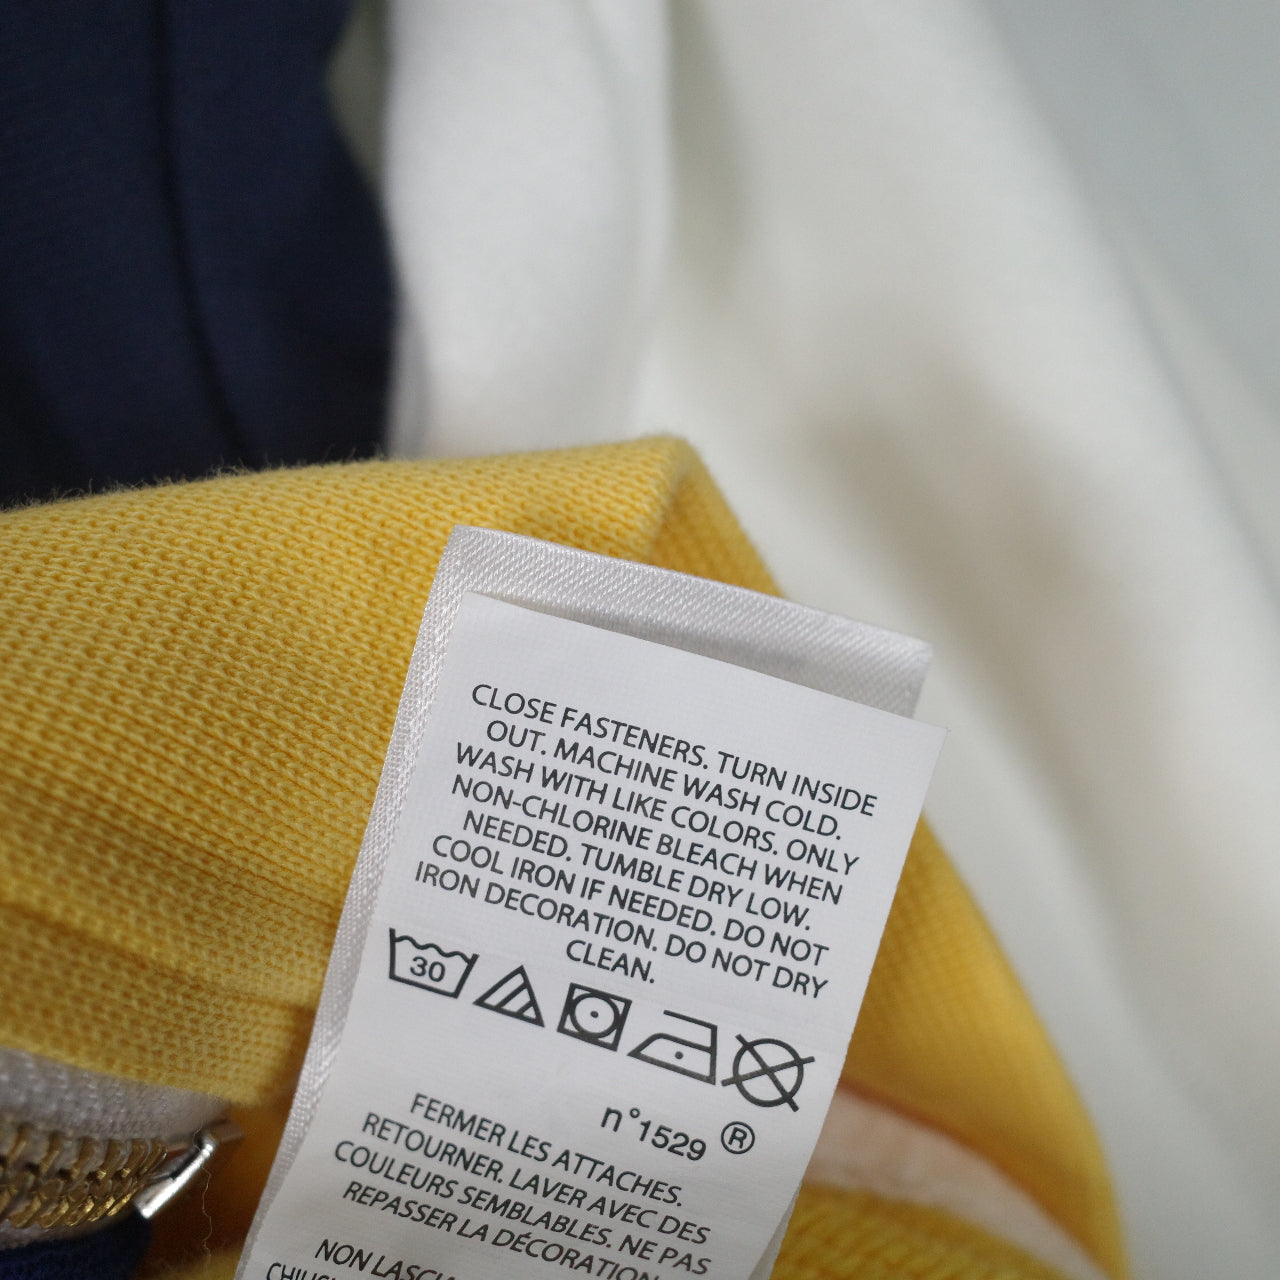 CLOSE FASTENERS. TURN INSIDE
OUT. MACHINE WASH COLD.
WASH WITH LIKE COLORS. ONLY
NON-CHLORINE BLEACH WHEN
NEEDED. TUMBLE DRY LOW.
COOL IRON IF NEEDED. DO NOT
IRON DECORATION. DO NOT DRY
CLEAN.
30
n°1529 ®
FERMER LES ATTACHES.
RETOURNER. LAVER AVEC DES
COULEURS SEMBLABLES. NE PAS
REPASSER LA DÉCORATION
NON